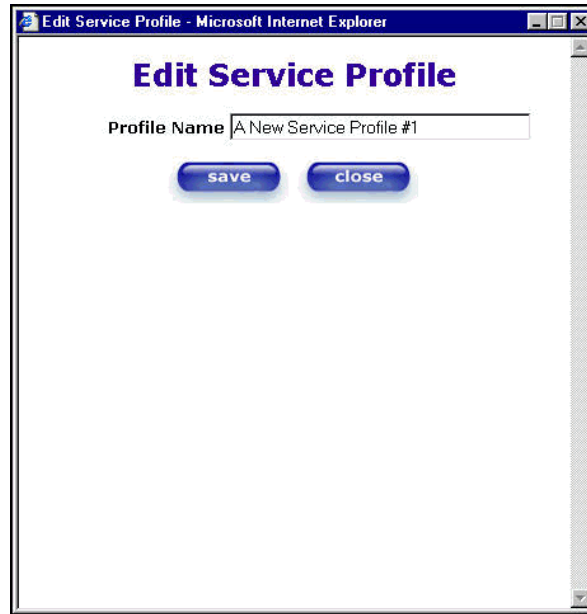 Edit Service Profile - Microsoft Internet Explorer
Edit Service Profile
Profile Name A New Service Profile #1
save close